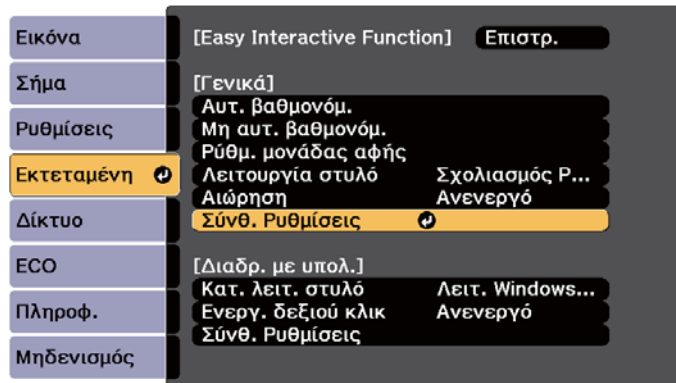 Εικόνα
Σήμα
Ρυθμίσεις
Εκτεταμένη
Δίκτυο
ECO
Πληροφ.
Μηδενισμός
[Easy Interactive Function] Επιστρ.
[Γενικά]
Αυτ. βαθμονόμ.
Μη αυτ. βαθμονόμ.
Ρύθμ. μονάδας αφής
Λειτουργία στυλό Σχολιασμός Ρ...
Αιώρηση Ανενεργό
Σύνθ. Ρυθμίσεις
[Διαδρ. με υπολ.]
Κατ. λειτ. στυλό Λειτ. Windows...
Ενεργ. δεξιού κλικ Ανενεργό
Σύνθ. Ρυθμίσεις